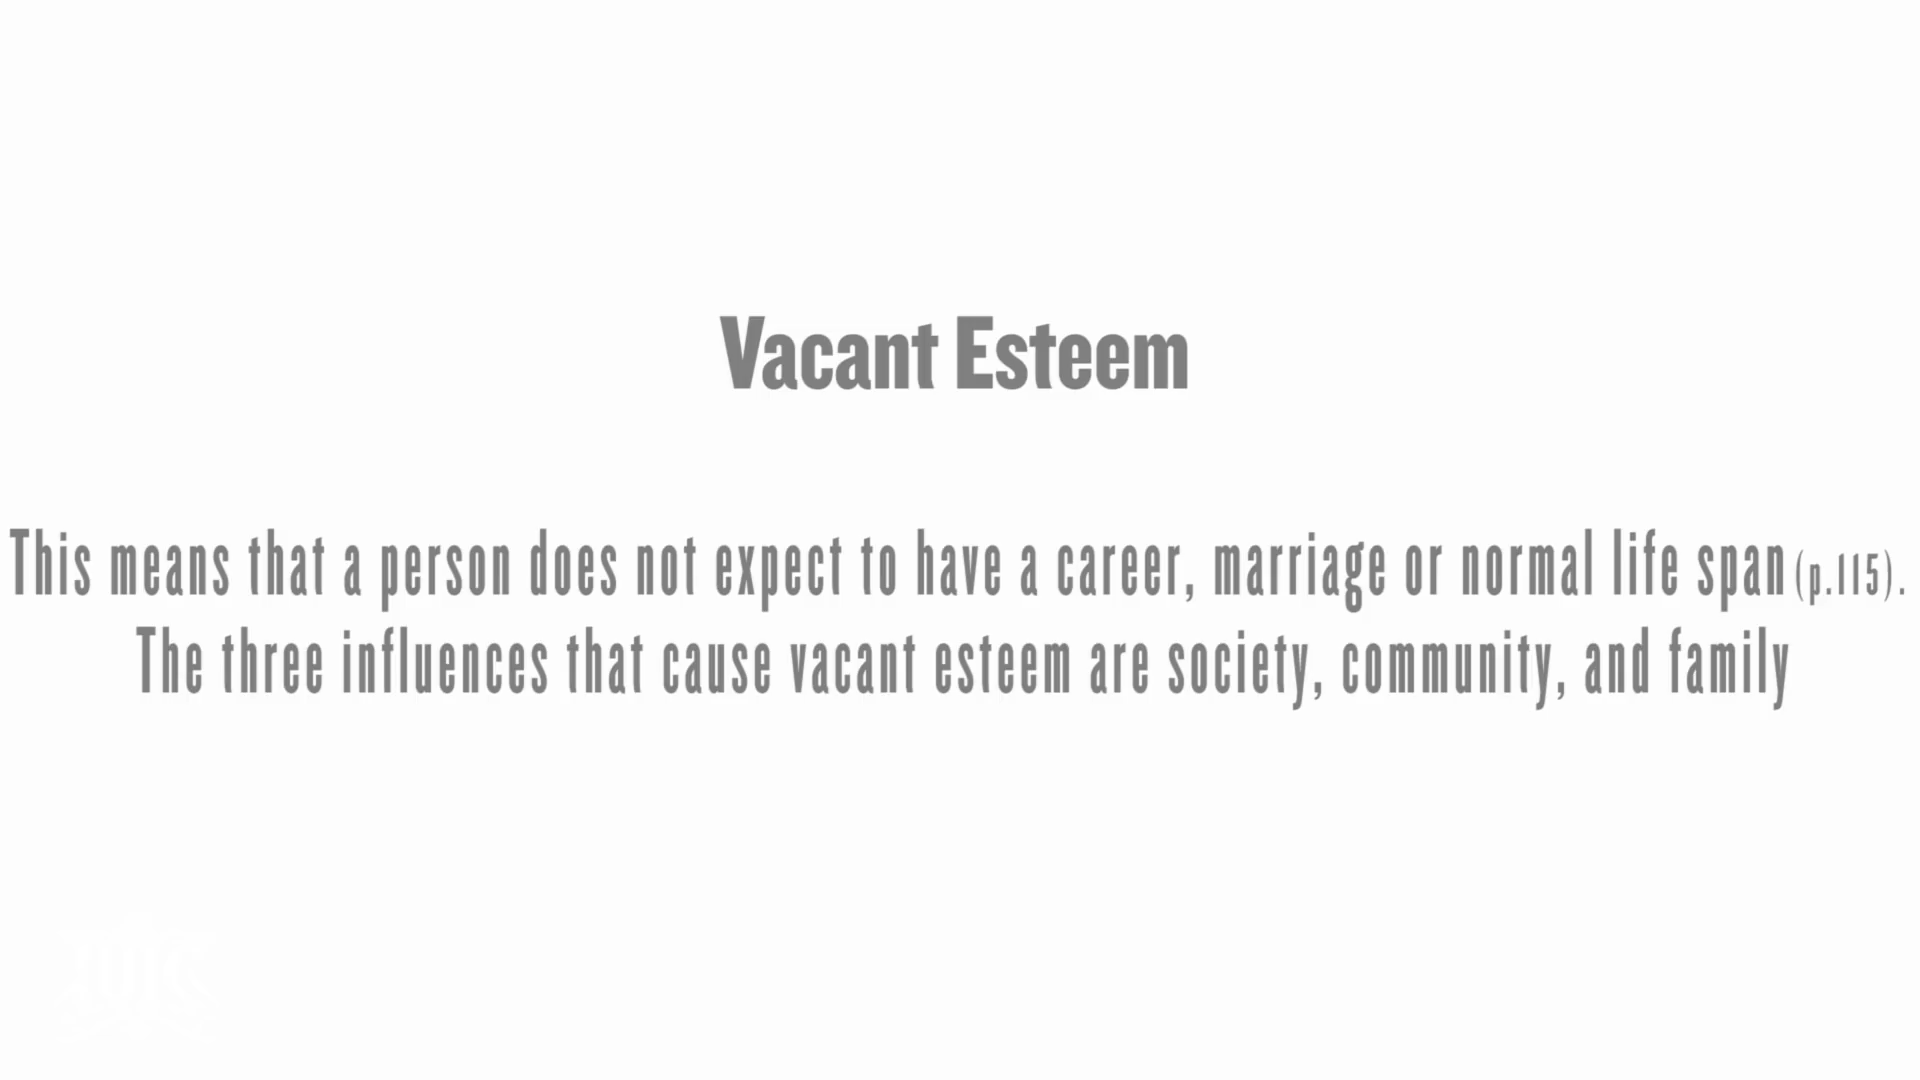 Vacant Esteem
This means that a person does not expect to have a career, marriage or normal life span (p.115).
The three influences that cause vacant esteem are society, community, and family